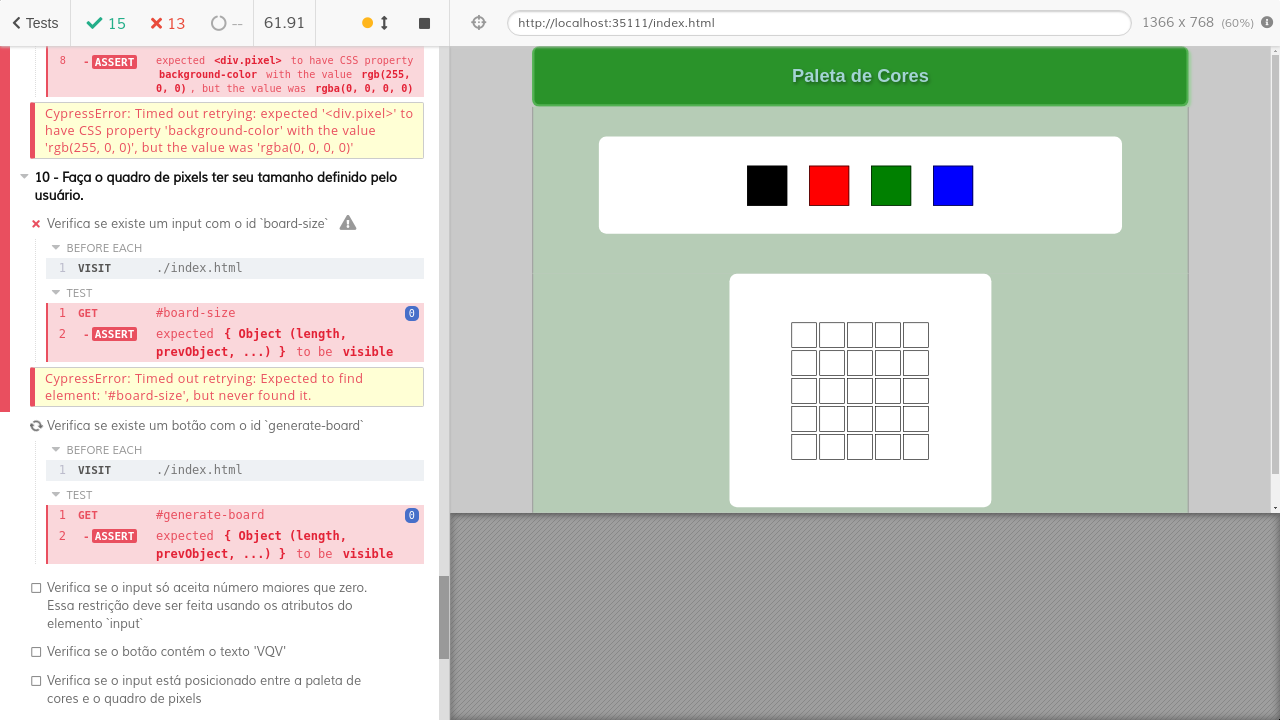 Tests 15 13 -- 61.91
http://localhost:35111/index.html 1366 x 768 (60%)
8 -ASSERT expected <div.pixel> to have CSS property
background-color with the value rgb(255,
0, 0), but the value was rgba(0, 0, 0, 0)
CypressError: Timed out retrying: expected '<div.pixel>' to
have CSS property 'background-color' with the value
'rgb(255, 0, 0)', but the value was 'rgba(0, 0, 0, 0)'
10 - Faça o quadro de pixels ter seu tamanho definido pelo
usuário.
Verifica se existe um input com o id `board-size`
BEFORE EACH
1 VISIT ./index.html
TEST
1 GET #board-size 0
2 -ASSERT expected { Object (length,
prevObject, ...) } to be visible
CypressError: Timed out retrying: Expected to find
element: '#board-size', but never found it.
Verifica se existe um botão com o id `generate-board`
BEFORE EACH
1 VISIT ./index.html
TEST
1 GET #generate-board 0
2 -ASSERT expected { Object (length,
prevObject, ...) } to be visible
Verifica se o input só aceita número maiores que zero.
Essa restrição deve ser feita usando os atributos do
elemento `input`
Verifica se o botão contém o texto 'VQV'
Verifica se o input está posicionado entre a paleta de
cores e o quadro de pixels
Paleta de Cores